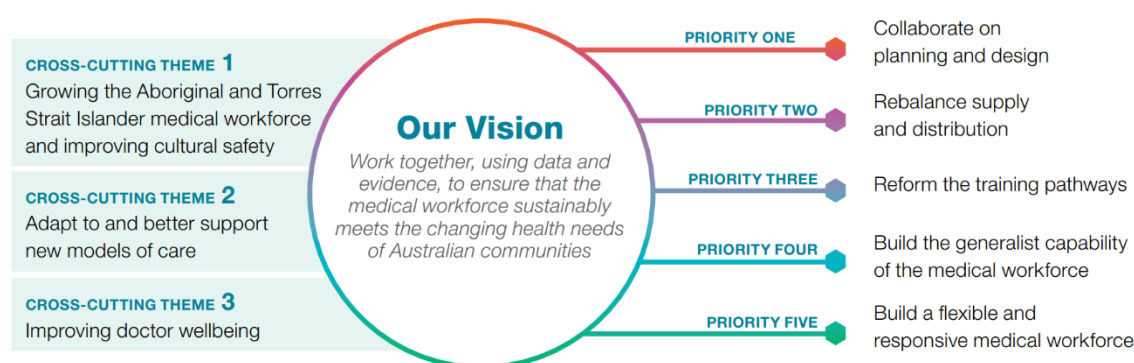 CROSS-CUTTING THEME 1
Growing the Aboriginal and Torres
Strait Islander medical workforce
and improving cultural safety
CROSS-CUTTING THEME 2
Adapt to and better support
new models of care
CROSS-CUTTING THEME 3
Improving doctor wellbeing
Our Vision
Work together, using data and
evidence, to ensure that the
medical workforce sustainably
meets the changing health needs
of Australian communities
PRIORITY ONE
Collaborate on
planning and design
PRIORITY TWO
Rebalance supply
and distribution
PRIORITY THREE
Reform the training pathways
PRIORITY FOUR
Build the generalist capability
of the medical workforce
PRIORITY FIVE
Build a flexible and
responsive medical workforce